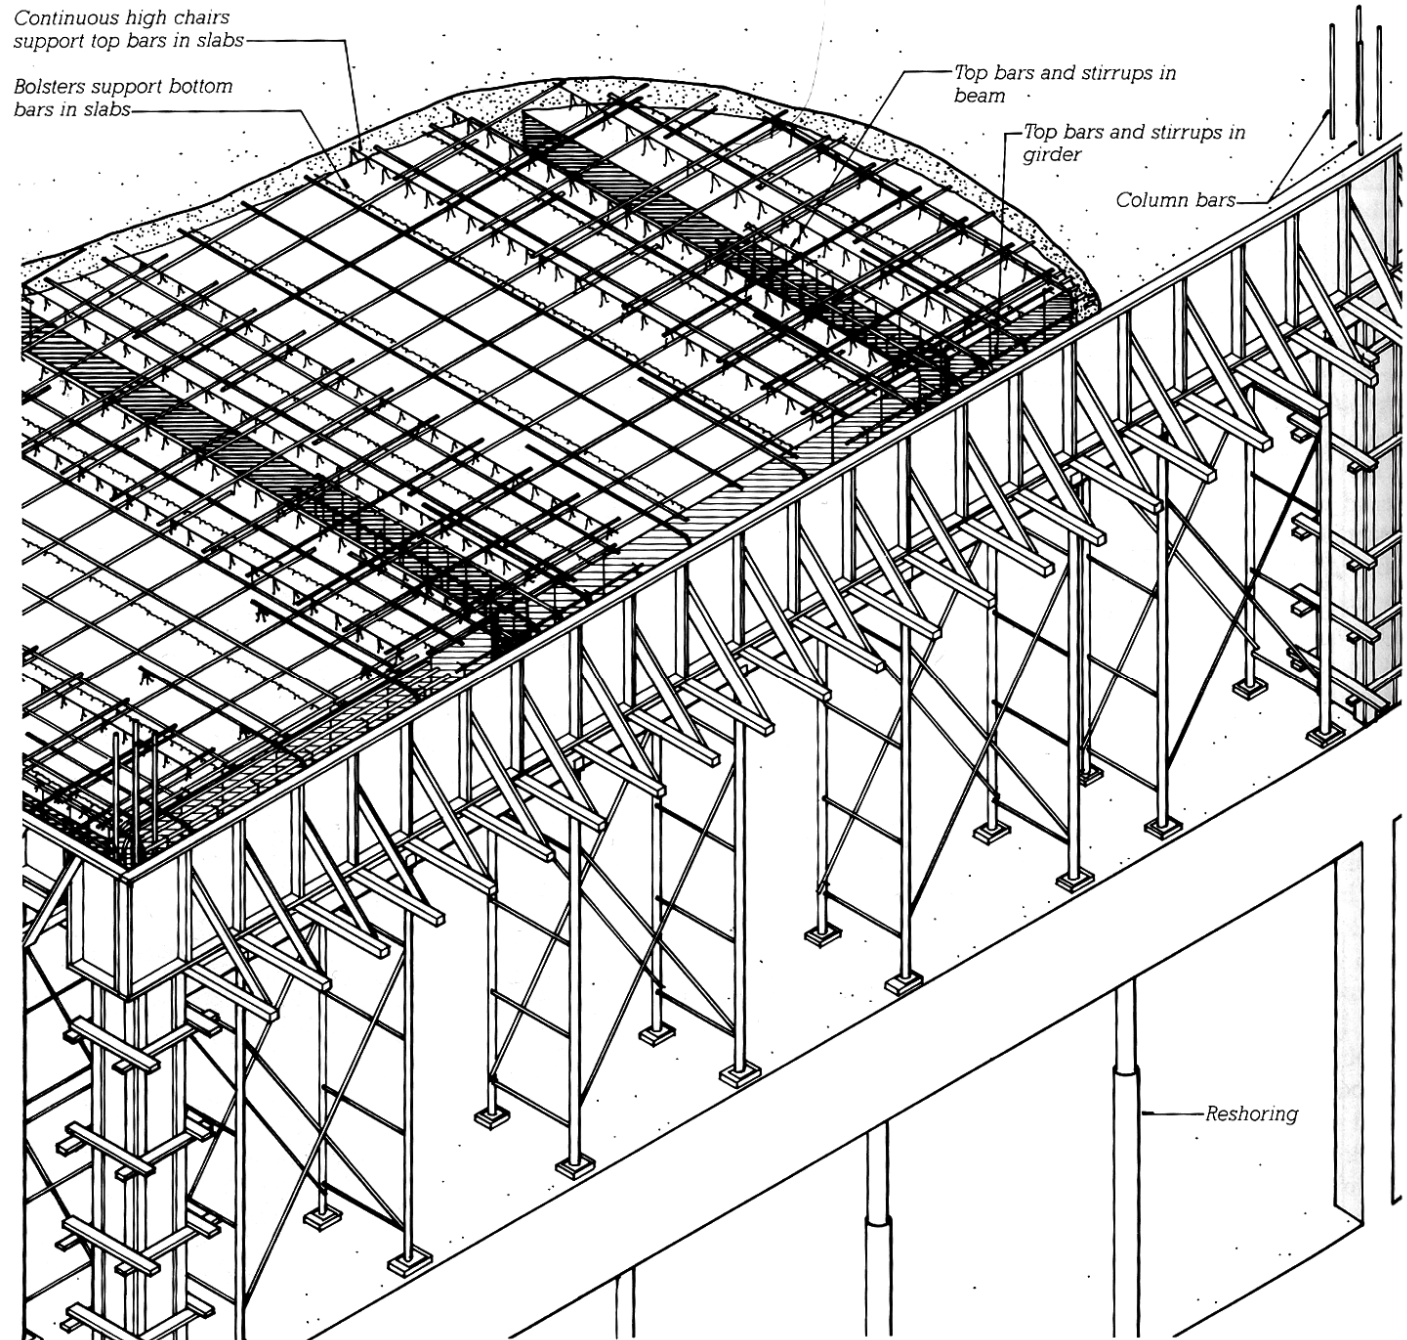 Continuous high chairs
support top bars in slabs
Bolsters support bottom
bars in slabs
Top bars and stirrups in
beam
Top bars and stirrups in
girder
Column bars
Reshoring